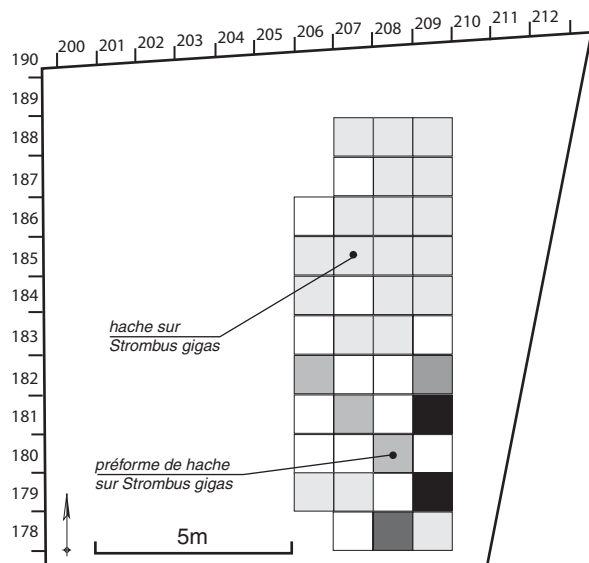 200 201 202 203 204 205 206 207 208 209 210 211 212
190
189
188
187
186
185
184
183
182
181
180
179
178
hache sur
Strombus gigas
préforme de hache
sur Strombus gigas
5m